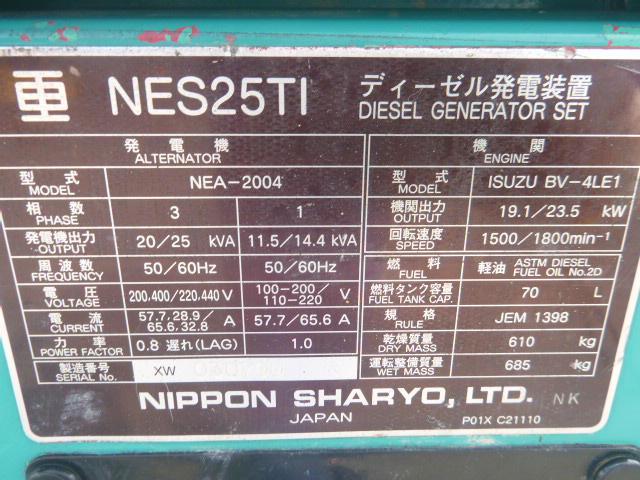 NES25TI ディーゼル発電装置
DIESEL GENERATOR SET
発電機
ALTERNATOR
型式 MODEL NEA-2004
相数 PHASE 3 1
発電機出力 OUTPUT 20/25 kVA 11.5/14.4 kVA
周波数 FREQUENCY 50/60Hz 50/60Hz
電圧 VOLTAGE 200,400/220,440 V 100-200/110-220 V
電流 CURRENT 57.7,28.9/65.6,32.8 A 57.7/65.6 A
力率 POWER FACTOR 0.8 遅れ(LAG) 1.0
製造番号 SERIAL No. XW
機関
ENGINE
型式 MODEL ISUZU BV-4LE1
機関出力 OUTPUT 19.1/23.5 kW
回転速度 SPEED 1500/1800min-1
燃料 FUEL 軽油 ASTM DIESEL FUEL OIL No.2D
燃料タンク容量 FUEL TANK CAP. 70 L
規格 RULE JEM 1398
乾燥質量 DRY MASS 610 kg
運転整備質量 WET MASS 685 kg
NIPPON SHARYO, LTD. NK
JAPAN
P01X C21110